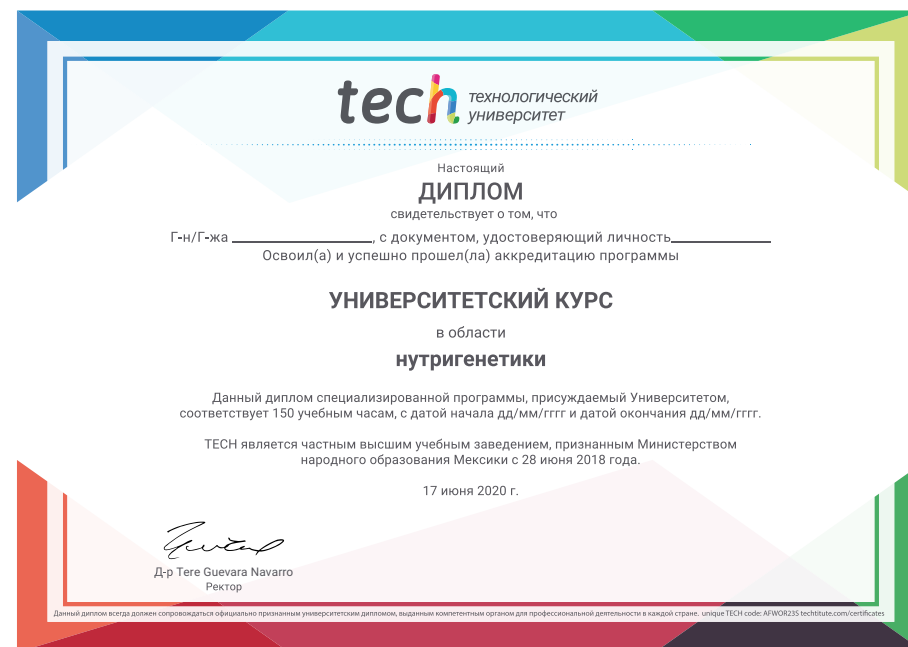 tech технологический
университет
Настоящий
ДИПЛОМ
свидетельствует о том, что
Г-н/Г-жа ____________________, с документом, удостоверяющий личность______________
Освоил(а) и успешно прошел(ла) аккредитацию программы
УНИВЕРСИТЕТСКИЙ КУРС
в области
нутригенетики
Данный диплом специализированной программы, присуждаемый Университетом,
соответствует 150 учебным часам, с датой начала дд/мм/гггг и датой окончания дд/мм/гггг.
TECH является частным высшим учебным заведением, признанным Министерством
народного образования Мексики с 28 июня 2018 года.
17 июня 2020 г.
Д-р Tere Guevara Navarro
Ректор
Данный диплом всегда должен сопровождаться официально признанным университетским дипломом, выданным компетентным органом для профессиональной деятельности в каждой стране. unique TECH code: AFWOR23S techtitute.com/certificates